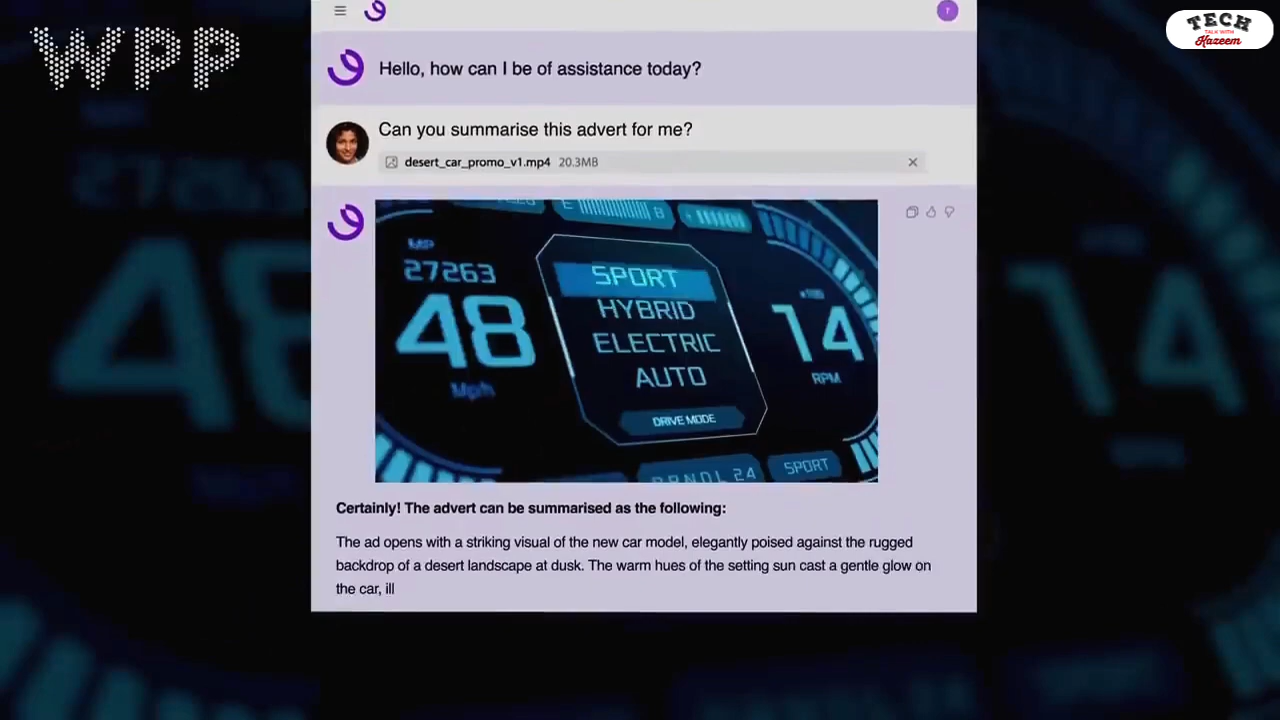 WPP
TECH
TALK WITH
Kazeem
Hello, how can I be of assistance today?
Can you summarise this advert for me?
desert_car_promo_v1.mp4 20.3MB
E B
27263
48
Mph
SPORT
HYBRID
ELECTRIC
AUTO
DRIVE MODE
14
RPM
SPORT
Certainly! The advert can be summarised as the following:
The ad opens with a striking visual of the new car model, elegantly poised against the rugged
backdrop of a desert landscape at dusk. The warm hues of the setting sun cast a gentle glow on
the car, ill